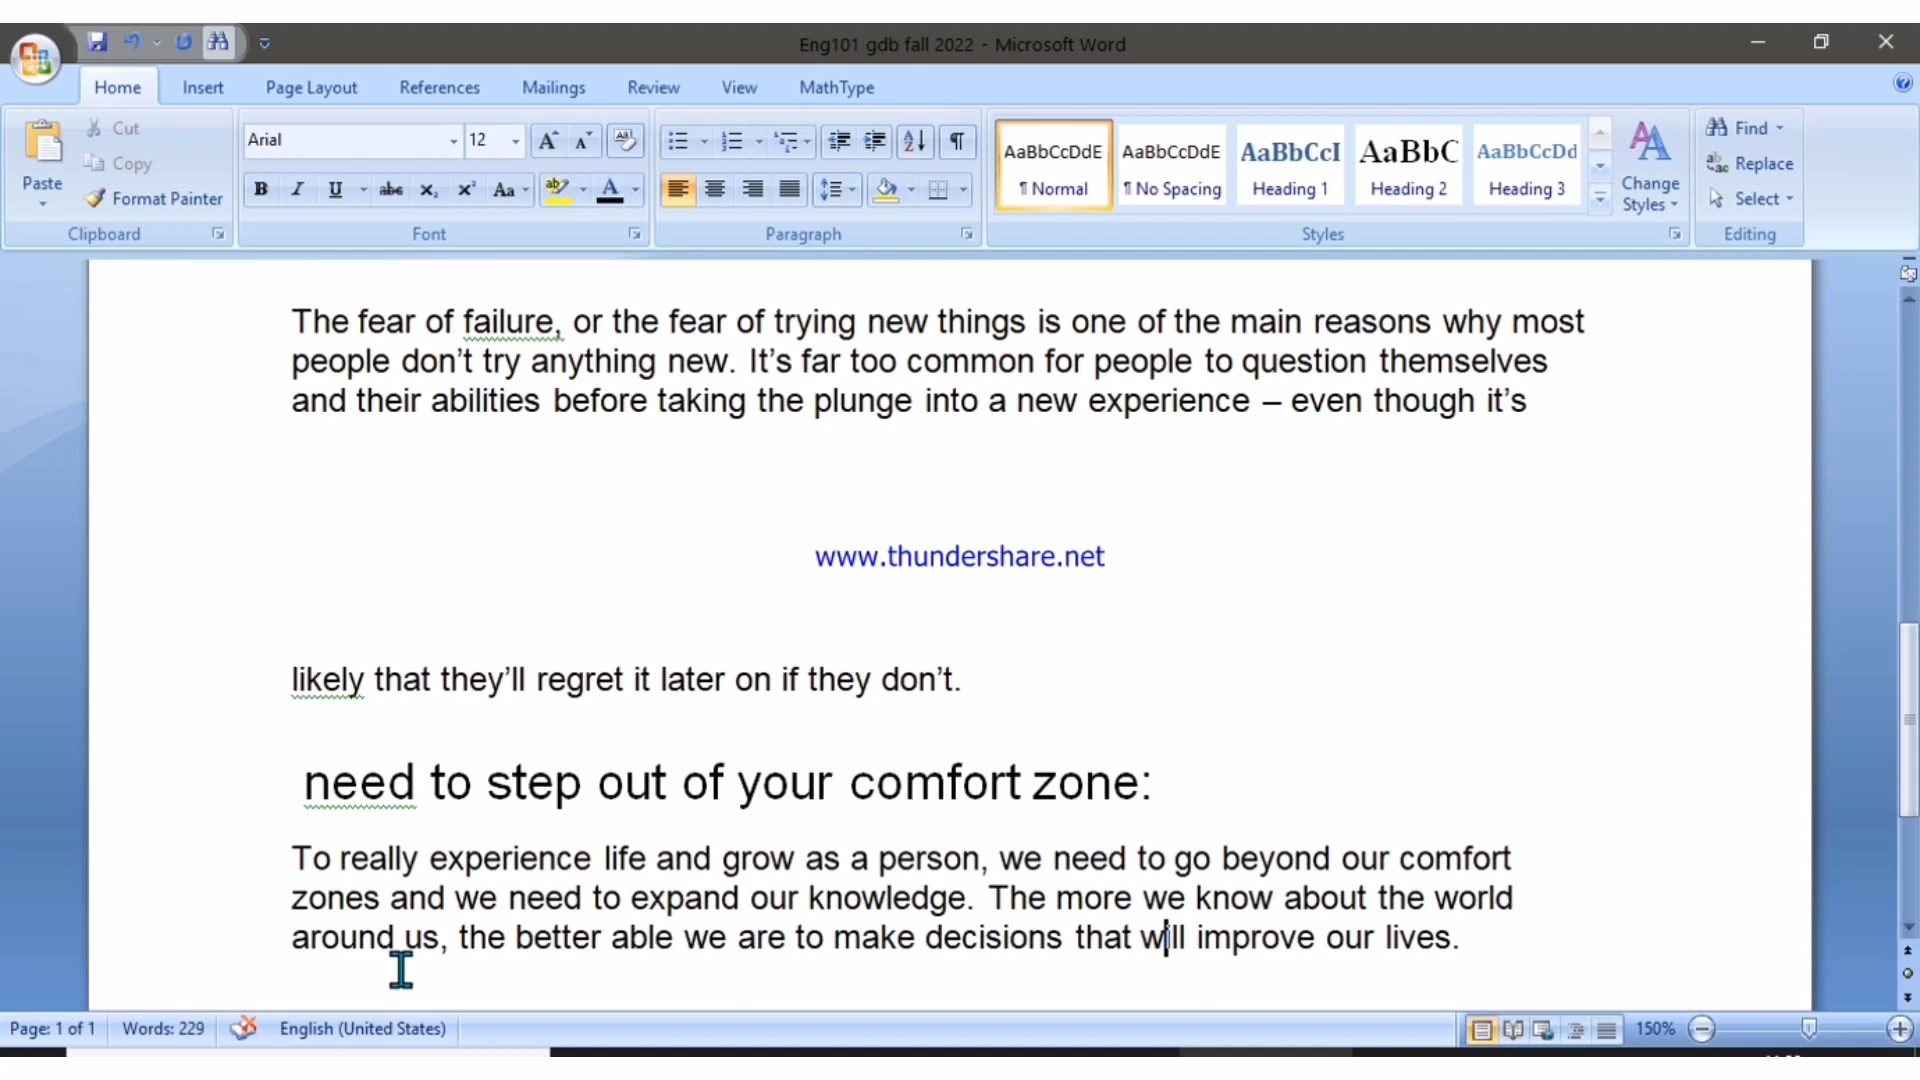 Eng101 gdb fall 2022 - Microsoft Word
Home Insert Page Layout References Mailings Review View MathType
Paste
Cut
Copy
Format Painter
Clipboard
Arial 12
Font
Paragraph
AaBbCcDdE AaBbCcDdE AaBbCcI AaBbC AaBbCcDd
¶ Normal ¶ No Spacing Heading 1 Heading 2 Heading 3
Change
Styles
Styles
Find
Replace
Select
Editing
The fear of failure, or the fear of trying new things is one of the main reasons why most
people don’t try anything new. It’s far too common for people to question themselves
and their abilities before taking the plunge into a new experience – even though it’s
www.thundershare.net
likely that they’ll regret it later on if they don’t.
need to step out of your comfort zone:
To really experience life and grow as a person, we need to go beyond our comfort
zones and we need to expand our knowledge. The more we know about the world
around us, the better able we are to make decisions that will improve our lives.
Page: 1 of 1 Words: 229 English (United States) 150%